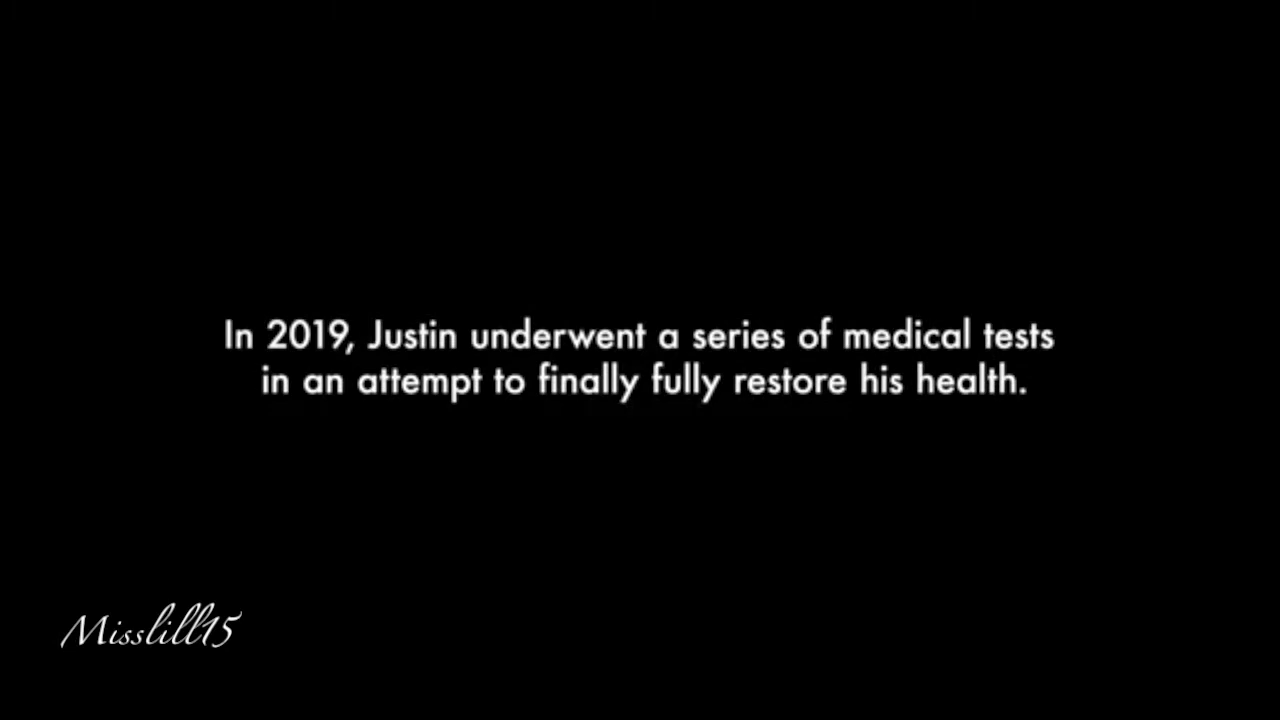 In 2019, Justin underwent a series of medical tests
in an attempt to finally fully restore his health.
Misslill15